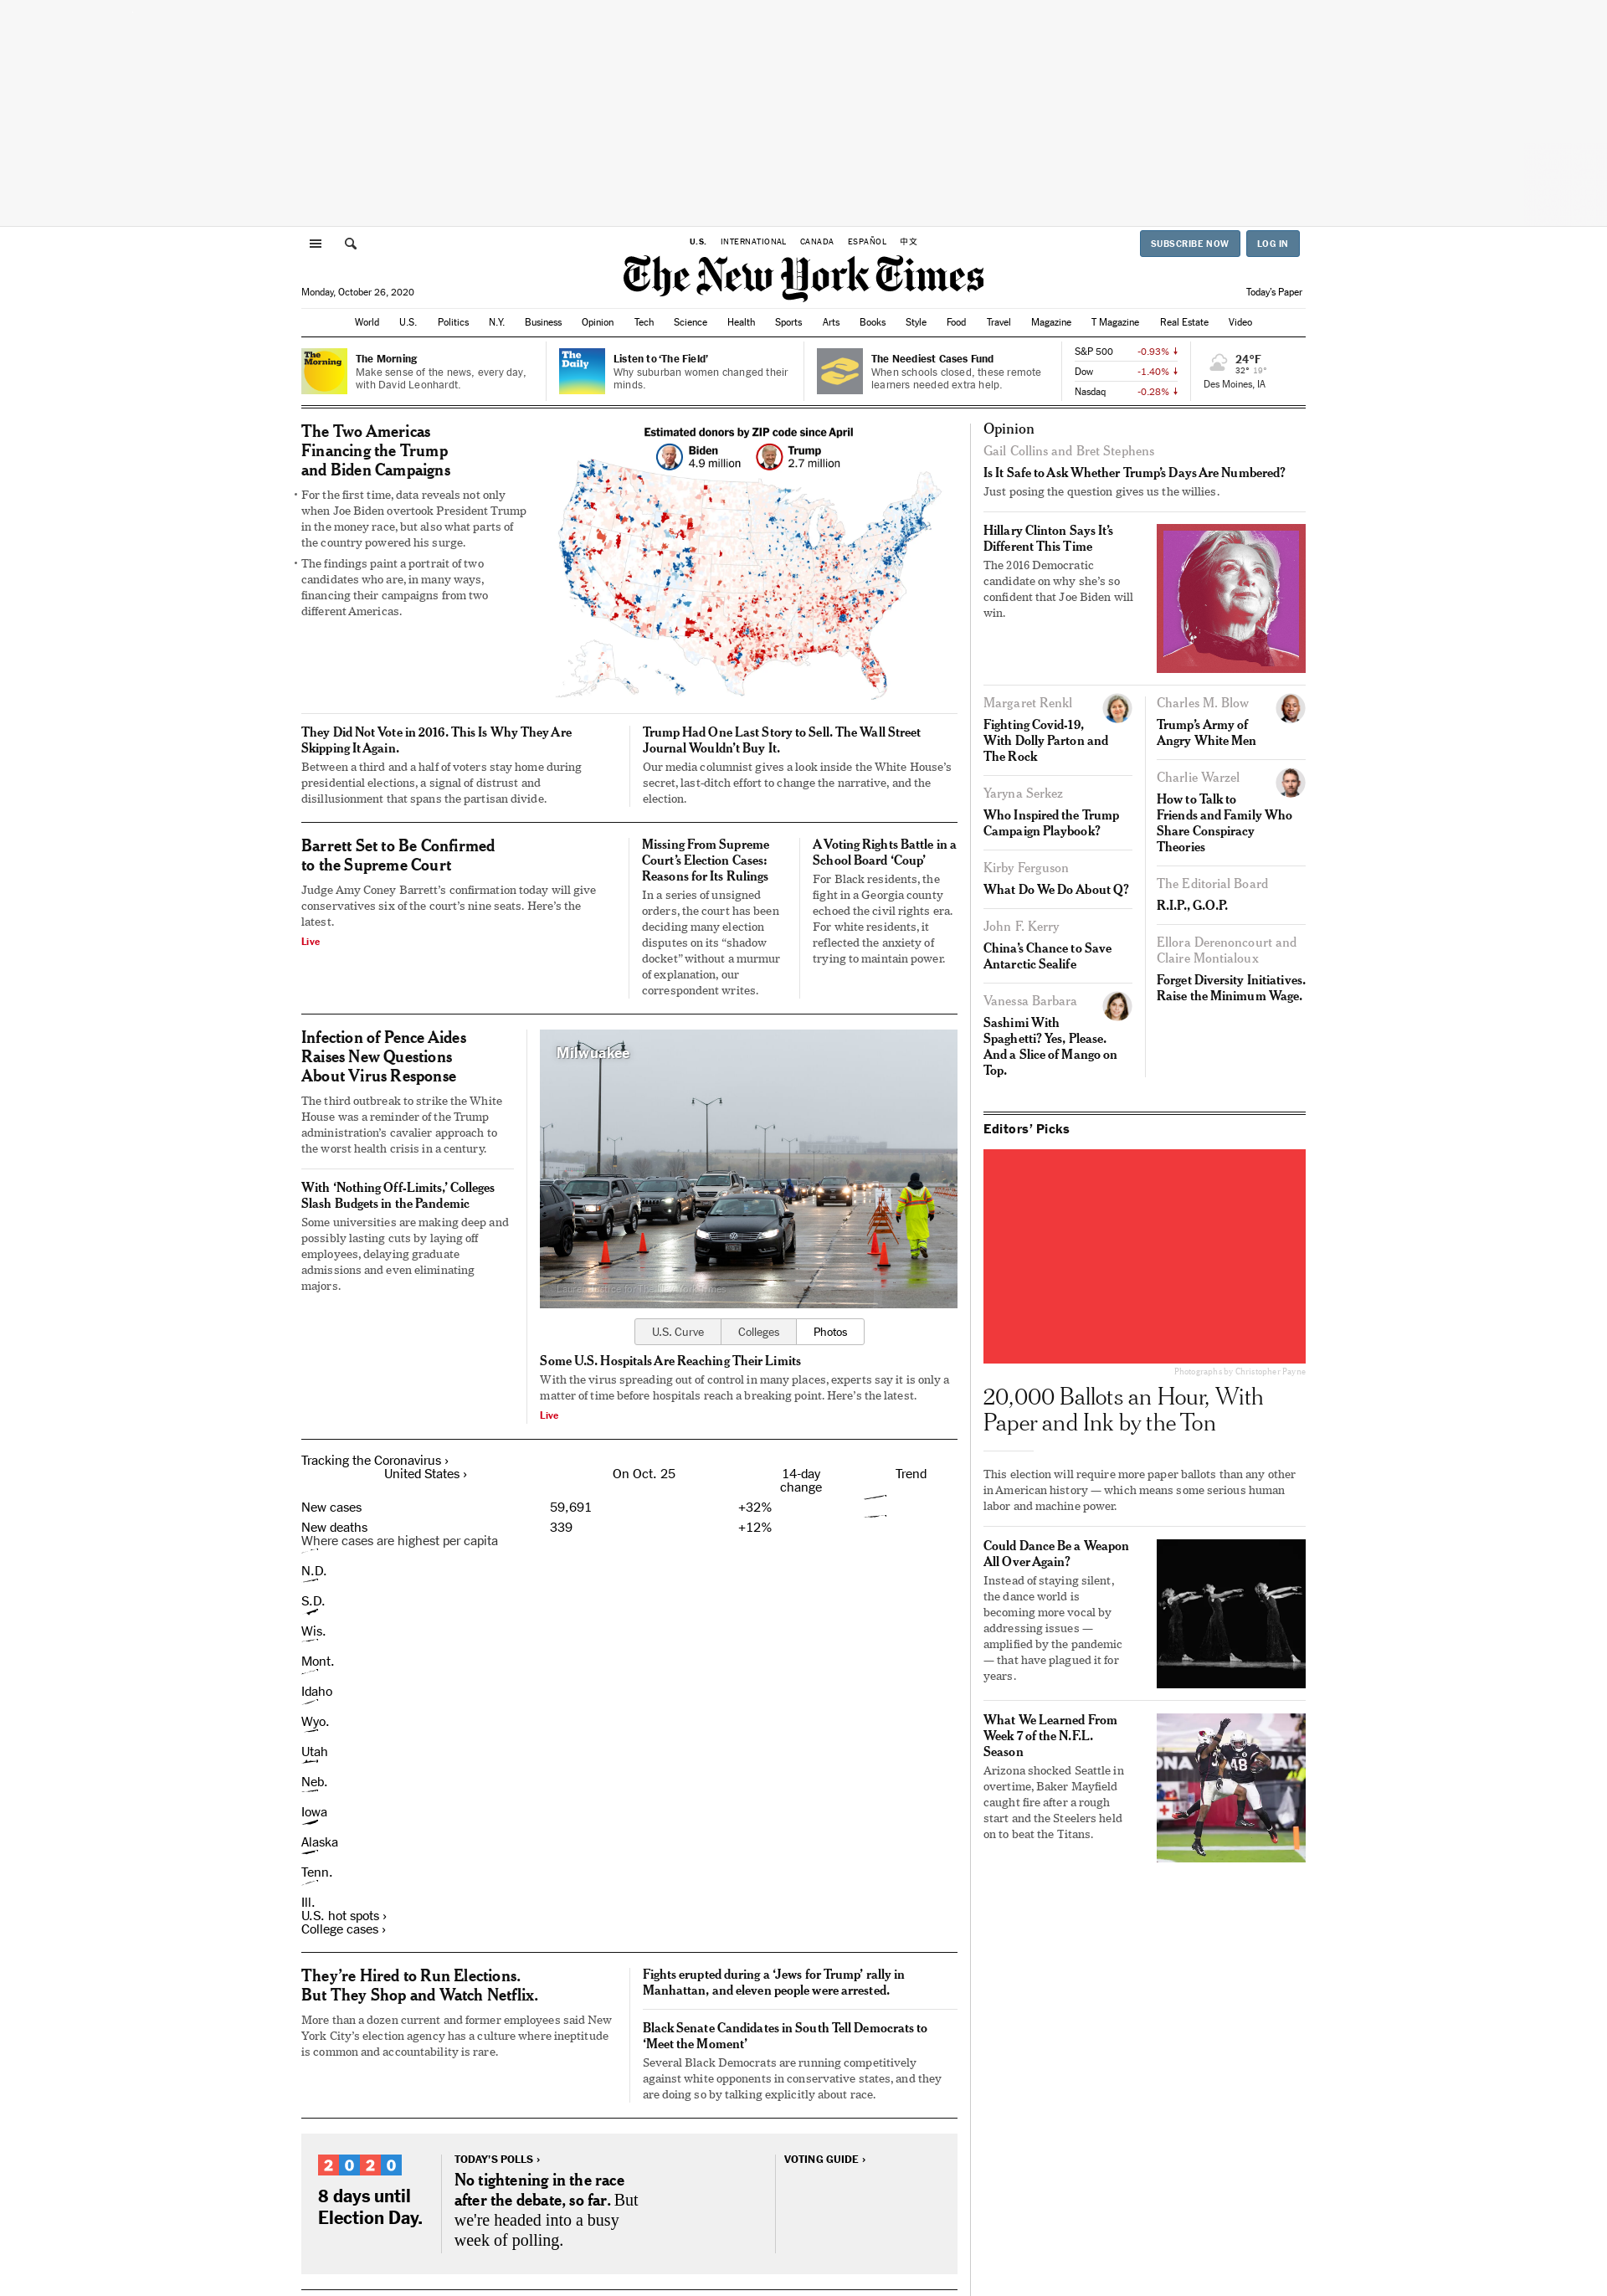 U.S. INTERNATIONAL CANADA ESPAÑOL 中文
SUBSCRIBE NOW LOG IN
The New York Times
Monday, October 26, 2020
Today's Paper
World U.S. Politics N.Y. Business Opinion Tech Science Health Sports Arts Books Style Food Travel Magazine T Magazine Real Estate Video
The Morning
The Morning
Make sense of the news, every day,
with David Leonhardt.
The Daily
Listen to ‘The Field’
Why suburban women changed their
minds.
The Neediest Cases Fund
When schools closed, these remote
learners needed extra help.
S&P 500 -0.93% ↓
Dow -1.40% ↓
Nasdaq -0.28% ↓
24°F
32° 19°
Des Moines, IA
The Two Americas
Financing the Trump
and Biden Campaigns
• For the first time, data reveals not only
when Joe Biden overtook President Trump
in the money race, but also what parts of
the country powered his surge.
• The findings paint a portrait of two
candidates who are, in many ways,
financing their campaigns from two
different Americas.
Estimated donors by ZIP code since April
Biden
4.9 million
Trump
2.7 million
They Did Not Vote in 2016. This Is Why They Are
Skipping It Again.
Between a third and a half of voters stay home during
presidential elections, a signal of distrust and
disillusionment that spans the partisan divide.
Trump Had One Last Story to Sell. The Wall Street
Journal Wouldn’t Buy It.
Our media columnist gives a look inside the White House’s
secret, last-ditch effort to change the narrative, and the
election.
Barrett Set to Be Confirmed
to the Supreme Court
Judge Amy Coney Barrett’s confirmation today will give
conservatives six of the court’s nine seats. Here’s the
latest.
Live
Missing From Supreme
Court’s Election Cases:
Reasons for Its Rulings
In a series of unsigned
orders, the court has been
deciding many election
disputes on its “shadow
docket” without a murmur
of explanation, our
correspondent writes.
A Voting Rights Battle in a
School Board ‘Coup’
For Black residents, the
fight in a Georgia county
echoed the civil rights era.
For white residents, it
reflected the anxiety of
trying to maintain power.
Infection of Pence Aides
Raises New Questions
About Virus Response
The third outbreak to strike the White
House was a reminder of the Trump
administration’s cavalier approach to
the worst health crisis in a century.
With ‘Nothing Off-Limits,’ Colleges
Slash Budgets in the Pandemic
Some universities are making deep and
possibly lasting cuts by laying off
employees, delaying graduate
admissions and even eliminating
majors.
Milwaukee
U.S. Curve Colleges Photos
Some U.S. Hospitals Are Reaching Their Limits
With the virus spreading out of control in many places, experts say it is only a
matter of time before hospitals reach a breaking point. Here’s the latest.
Live
Tracking the Coronavirus ›
United States › On Oct. 25 14-day
change Trend
New cases 59,691 +32%
New deaths 339 +12%
Where cases are highest per capita
N.D.
S.D.
Wis.
Mont.
Idaho
Wyo.
Utah
Neb.
Iowa
Alaska
Tenn.
Ill.
U.S. hot spots ›
College cases ›
They’re Hired to Run Elections.
But They Shop and Watch Netflix.
More than a dozen current and former employees said New
York City’s election agency has a culture where ineptitude
is common and accountability is rare.
Fights erupted during a ‘Jews for Trump’ rally in
Manhattan, and eleven people were arrested.
Black Senate Candidates in South Tell Democrats to
‘Meet the Moment’
Several Black Democrats are running competitively
against white opponents in conservative states, and they
are doing so by talking explicitly about race.
2020
8 days until
Election Day.
TODAY’S POLLS ›
No tightening in the race
after the debate, so far. But
we're headed into a busy
week of polling.
VOTING GUIDE ›
Opinion
Gail Collins and Bret Stephens
Is It Safe to Ask Whether Trump’s Days Are Numbered?
Just posing the question gives us the willies.
Hillary Clinton Says It’s
Different This Time
The 2016 Democratic
candidate on why she’s so
confident that Joe Biden will
win.
Margaret Renkl
Fighting Covid-19,
With Dolly Parton and
The Rock
Yaryna Serkez
Who Inspired the Trump
Campaign Playbook?
Kirby Ferguson
What Do We Do About Q?
John F. Kerry
China’s Chance to Save
Antarctic Sealife
Vanessa Barbara
Sashimi With
Spaghetti? Yes, Please.
And a Slice of Mango on
Top.
Charles M. Blow
Trump’s Army of
Angry White Men
Charlie Warzel
How to Talk to
Friends and Family Who
Share Conspiracy
Theories
The Editorial Board
R.I.P., G.O.P.
Ellora Derenoncourt and
Claire Montialoux
Forget Diversity Initiatives.
Raise the Minimum Wage.
Editors’ Picks
Photographs by Christopher Payne
20,000 Ballots an Hour, With
Paper and Ink by the Ton
This election will require more paper ballots than any other
in American history — which means some serious human
labor and machine power.
Could Dance Be a Weapon
All Over Again?
Instead of staying silent,
the dance world is
becoming more vocal by
addressing issues —
amplified by the pandemic
— that have plagued it for
years.
What We Learned From
Week 7 of the N.F.L.
Season
Arizona shocked Seattle in
overtime, Baker Mayfield
caught fire after a rough
start and the Steelers held
on to beat the Titans.